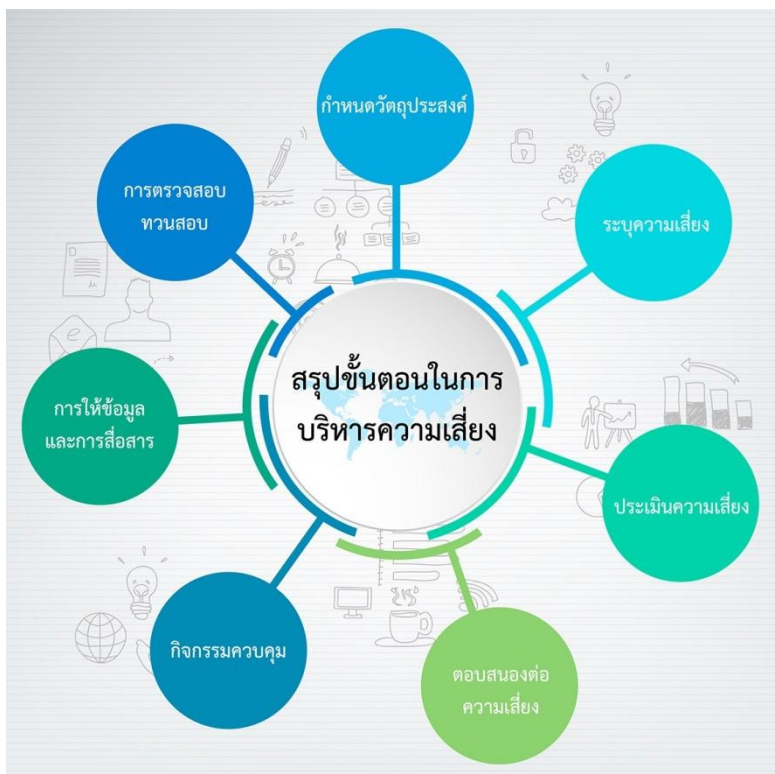 กำหนดวัตถุประสงค์
ระบุความเสี่ยง
ประเมินความเสี่ยง
ตอบสนองต่อ
ความเสี่ยง
กิจกรรมควบคุม
การให้ข้อมูล
และการสื่อสาร
การตรวจสอบ
ทวนสอบ
สรุปขั้นตอนในการ
บริหารความเสี่ยง